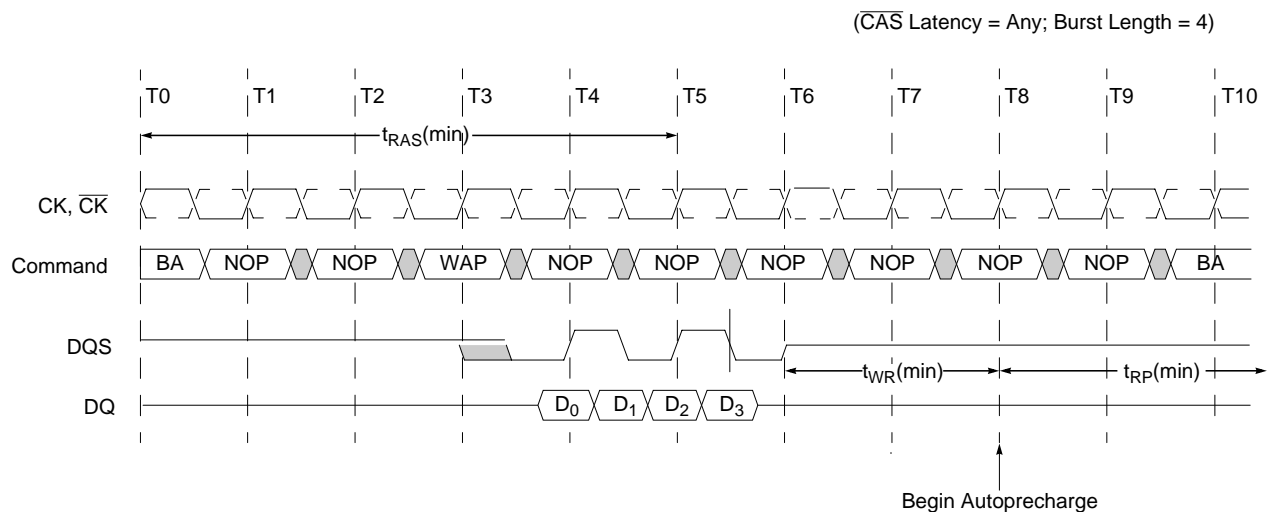 (CAS Latency = Any; Burst Length = 4)
T0 T1 T2 T3 T4 T5 T6 T7 T8 T9 T10
tRAS(min)
CK, CK
Command BA NOP NOP WAP NOP NOP NOP NOP NOP NOP BA
DQS
tWR(min) tRP(min)
DQ D0 D1 D2 D3
Begin Autoprecharge